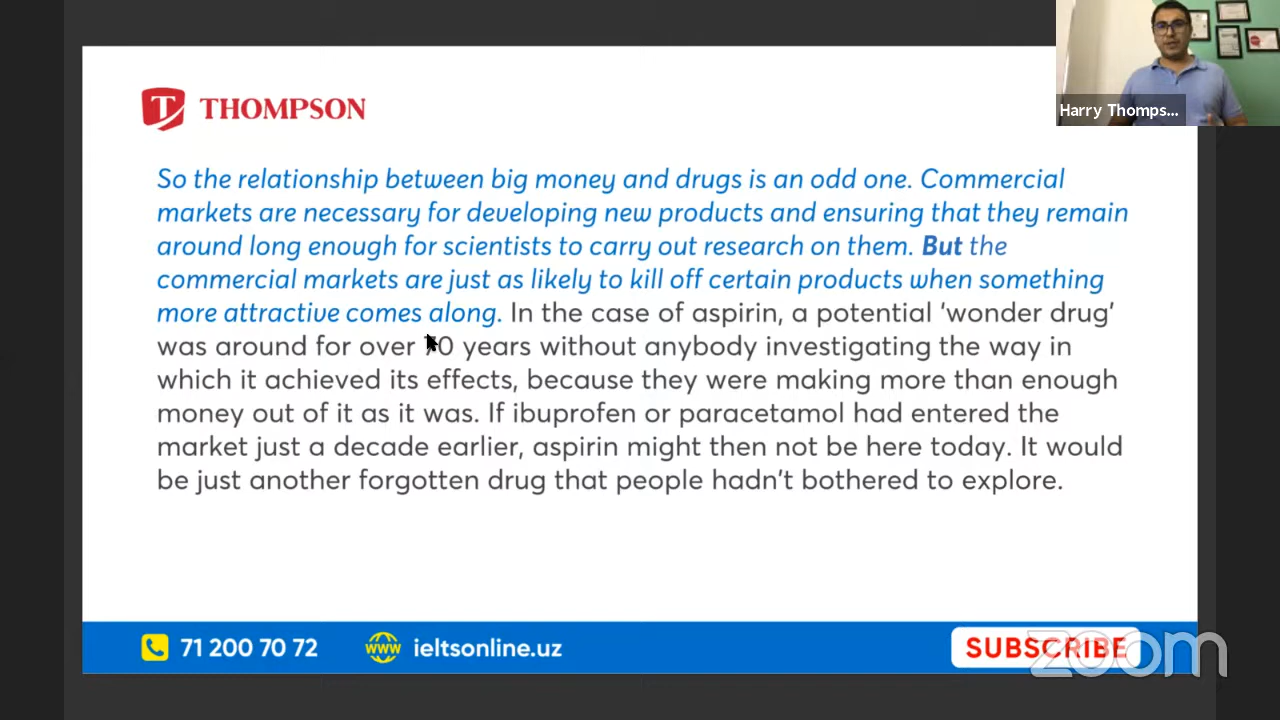 THOMPSON
Harry Thomps...
So the relationship between big money and drugs is an odd one. Commercial
markets are necessary for developing new products and ensuring that they remain
around long enough for scientists to carry out research on them. But the
commercial markets are just as likely to kill off certain products when something
more attractive comes along. In the case of aspirin, a potential ‘wonder drug’
was around for over 70 years without anybody investigating the way in
which it achieved its effects, because they were making more than enough
money out of it as it was. If ibuprofen or paracetamol had entered the
market just a decade earlier, aspirin might then not be here today. It would
be just another forgotten drug that people hadn't bothered to explore.
71 200 70 72
WWW
ieltsonline.uz
SUBSCRIBE
zoom